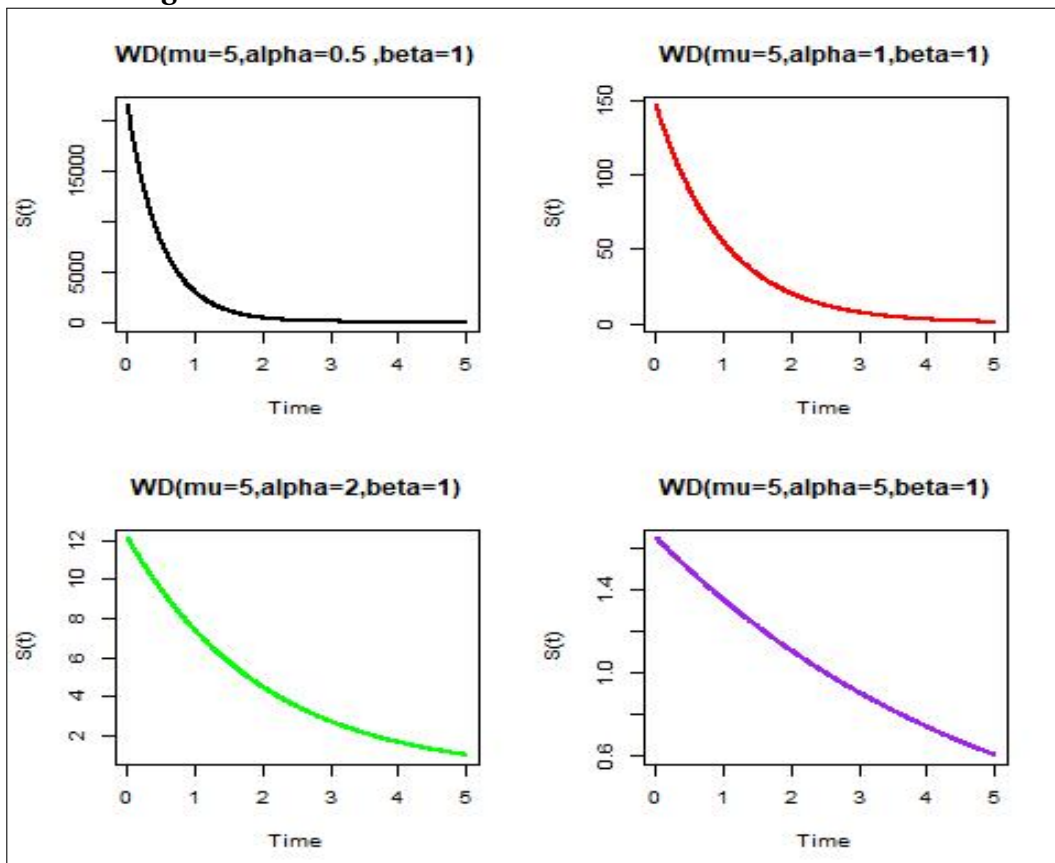 WD(mu=5,alpha=0.5 ,beta=1)
S(t)
15000
5000
0
0 1 2 3 4 5
Time
WD(mu=5,alpha=1,beta=1)
S(t)
150
100
50
0
0 1 2 3 4 5
Time
WD(mu=5,alpha=2,beta=1)
S(t)
12
10
8
6
4
2
0 1 2 3 4 5
Time
WD(mu=5,alpha=5,beta=1)
S(t)
1.4
1.0
0.6
0 1 2 3 4 5
Time